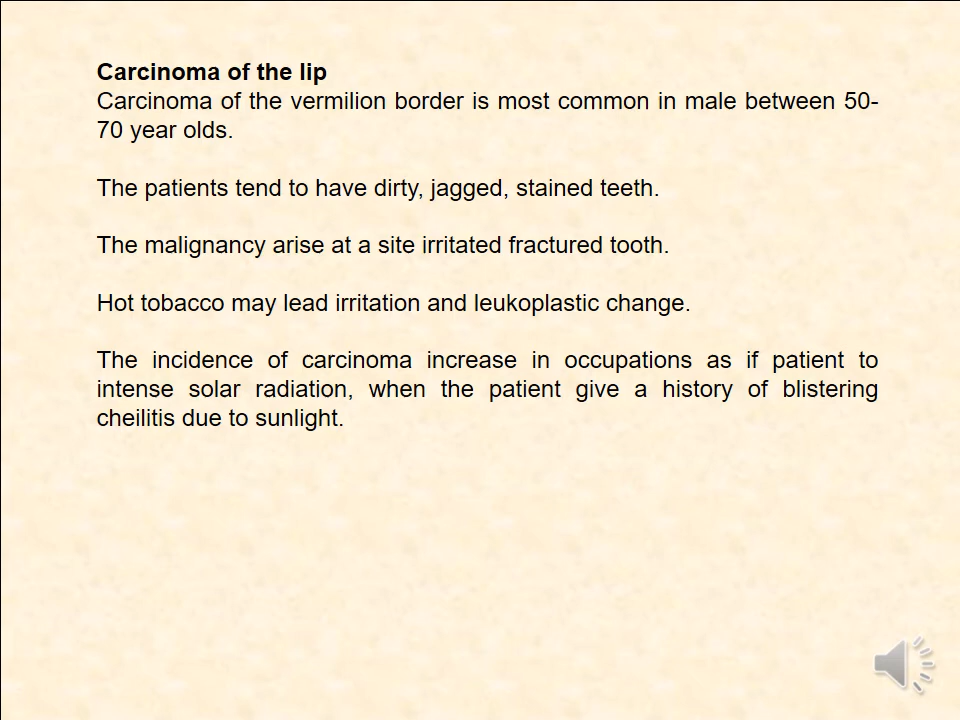 Carcinoma of the lip
Carcinoma of the vermilion border is most common in male between 50-
70 year olds.
The patients tend to have dirty, jagged, stained teeth.
The malignancy arise at a site irritated fractured tooth.
Hot tobacco may lead irritation and leukoplastic change.
The incidence of carcinoma increase in occupations as if patient to
intense solar radiation, when the patient give a history of blistering
cheilitis due to sunlight.